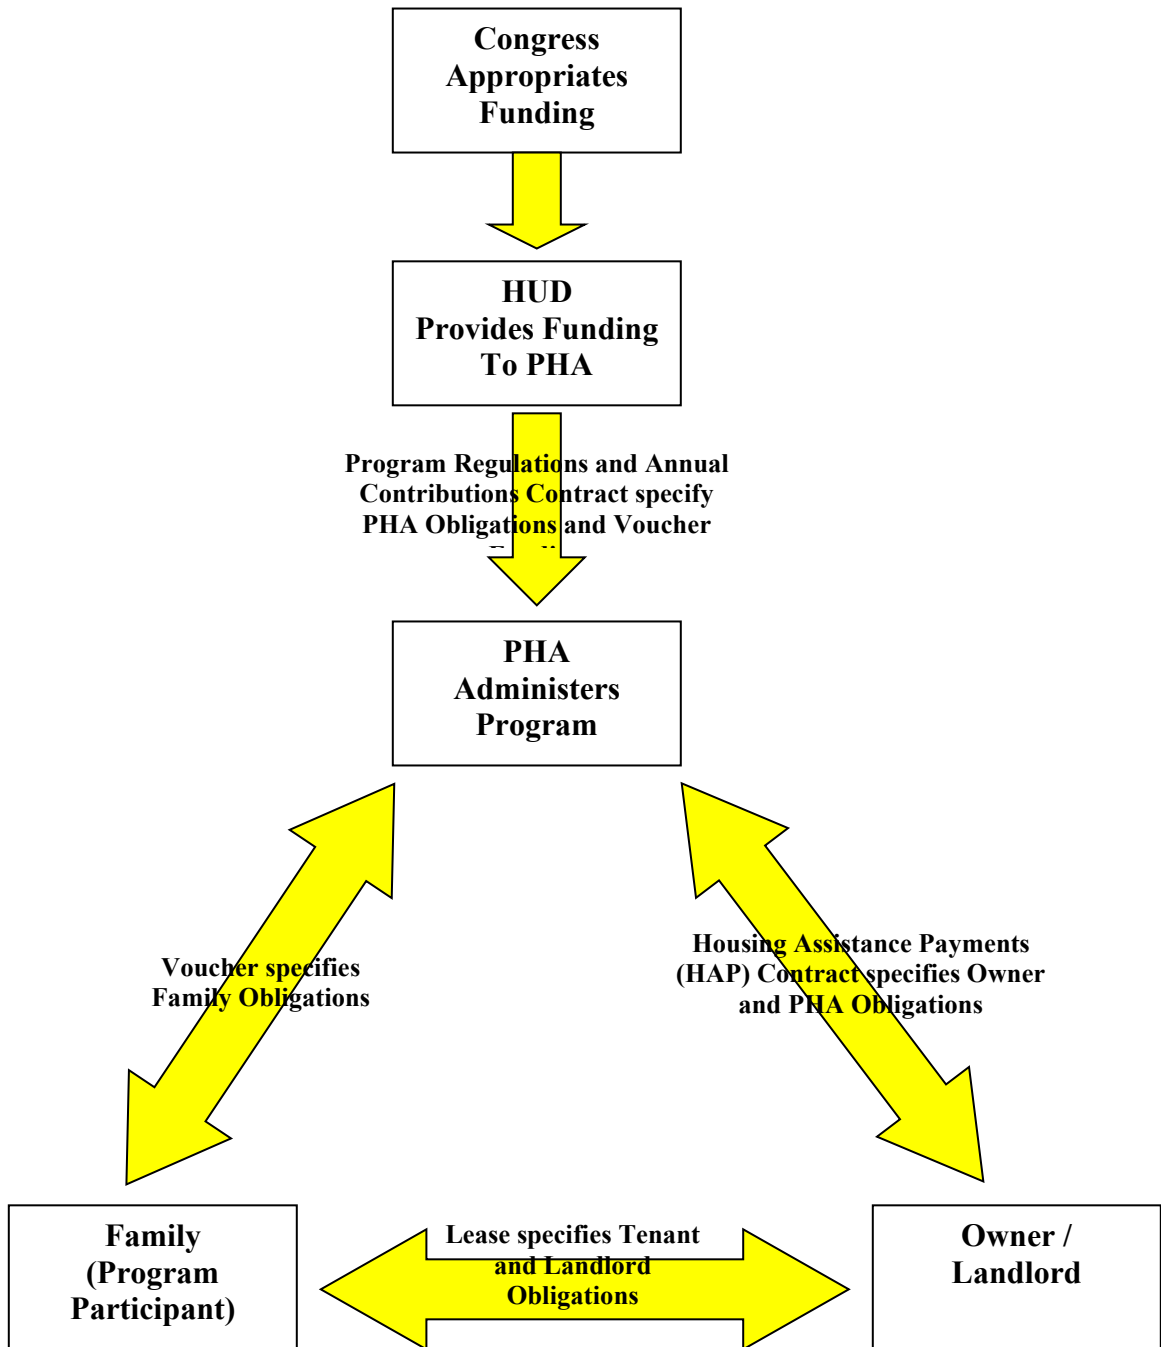 Congress
Appropriates
Funding
HUD
Provides Funding
To PHA
Program Regulations and Annual
Contributions Contract specify
PHA Obligations and Voucher
PHA
Administers
Program
Voucher specifies
Family Obligations
Housing Assistance Payments
(HAP) Contract specifies Owner
and PHA Obligations
Family
(Program
Participant)
Lease specifies Tenant
and Landlord
Obligations
Owner /
Landlord